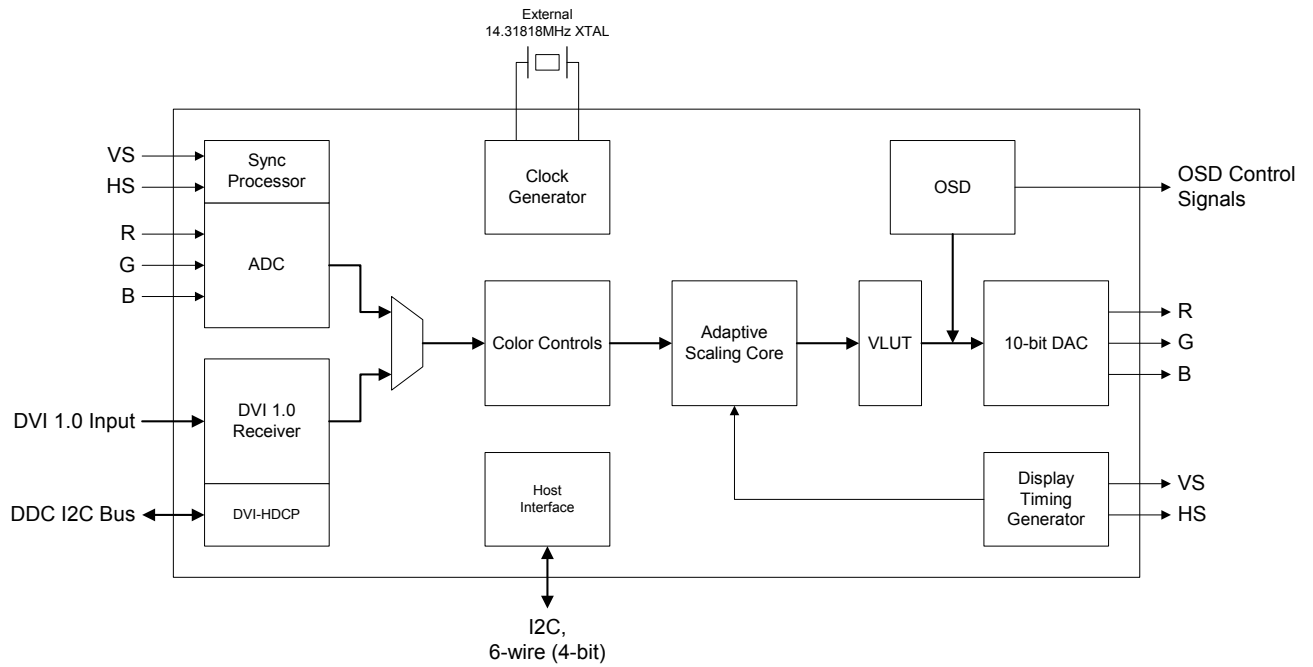 External
14.31818MHz XTAL
VS
HS
Sync
Processor
Clock
Generator
OSD
OSD Control
Signals
R
G
B
ADC
Color Controls
Adaptive
Scaling Core
VLUT
10-bit DAC
R
G
B
DVI 1.0 Input
DVI 1.0
Receiver
DDC I2C Bus
DVI-HDCP
Host
Interface
Display
Timing
Generator
VS
HS
I2C,
6-wire (4-bit)